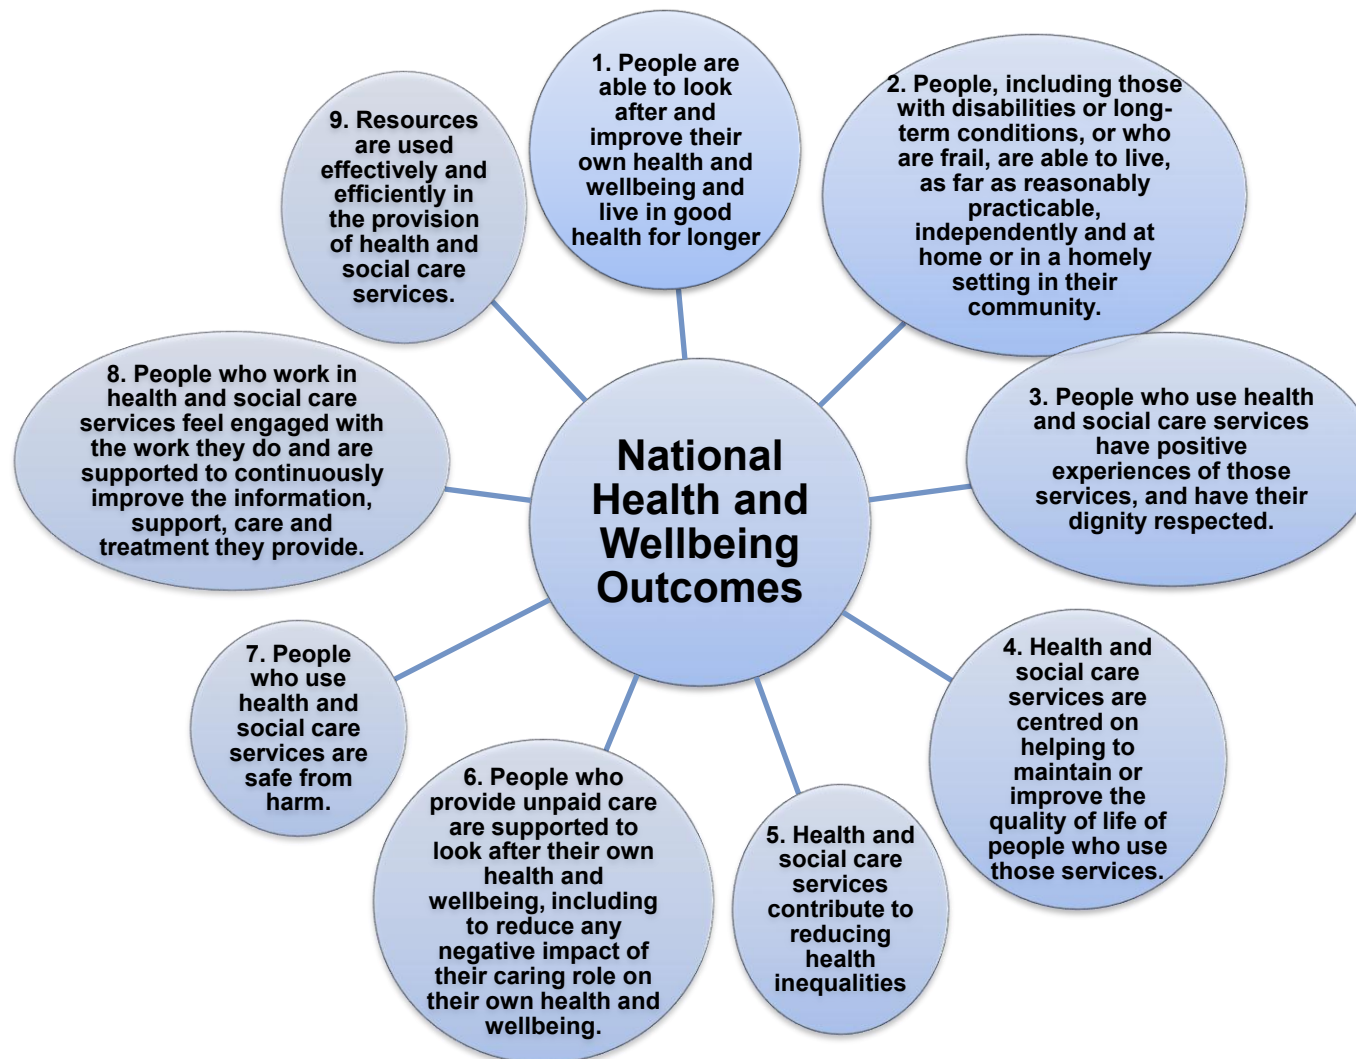 National
Health and
Wellbeing
Outcomes
1. People are
able to look
after and
improve their
own health and
wellbeing and
live in good
health for longer
2. People, including those
with disabilities or long-
term conditions, or who
are frail, are able to live,
as far as reasonably
practicable,
independently and at
home or in a homely
setting in their
community.
3. People who use health
and social care services
have positive
experiences of those
services, and have their
dignity respected.
4. Health and
social care
services are
centred on
helping to
maintain or
improve the
quality of life of
people who use
those services.
5. Health and
social care
services
contribute to
reducing
health
inequalities
6. People who
provide unpaid care
are supported to
look after their own
health and
wellbeing, including
to reduce any
negative impact of
their caring role on
their own health and
wellbeing.
7. People
who use
health and
social care
services are
safe from
harm.
8. People who work in
health and social care
services feel engaged with
the work they do and are
supported to continuously
improve the information,
support, care and
treatment they provide.
9. Resources
are used
effectively and
efficiently in
the provision
of health and
social care
services.